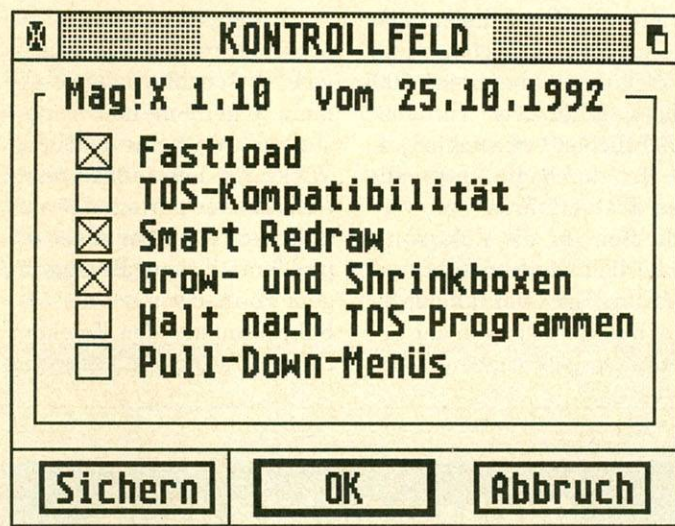 KONTROLLFELD
Mag!X 1.10 vom 25.10.1992
Fastload
TOS-Kompatibilität
Smart Redraw
Grow- und Shrinkboxen
Halt nach TOS-Programmen
Pull-Down-Menüs
Sichern OK Abbruch